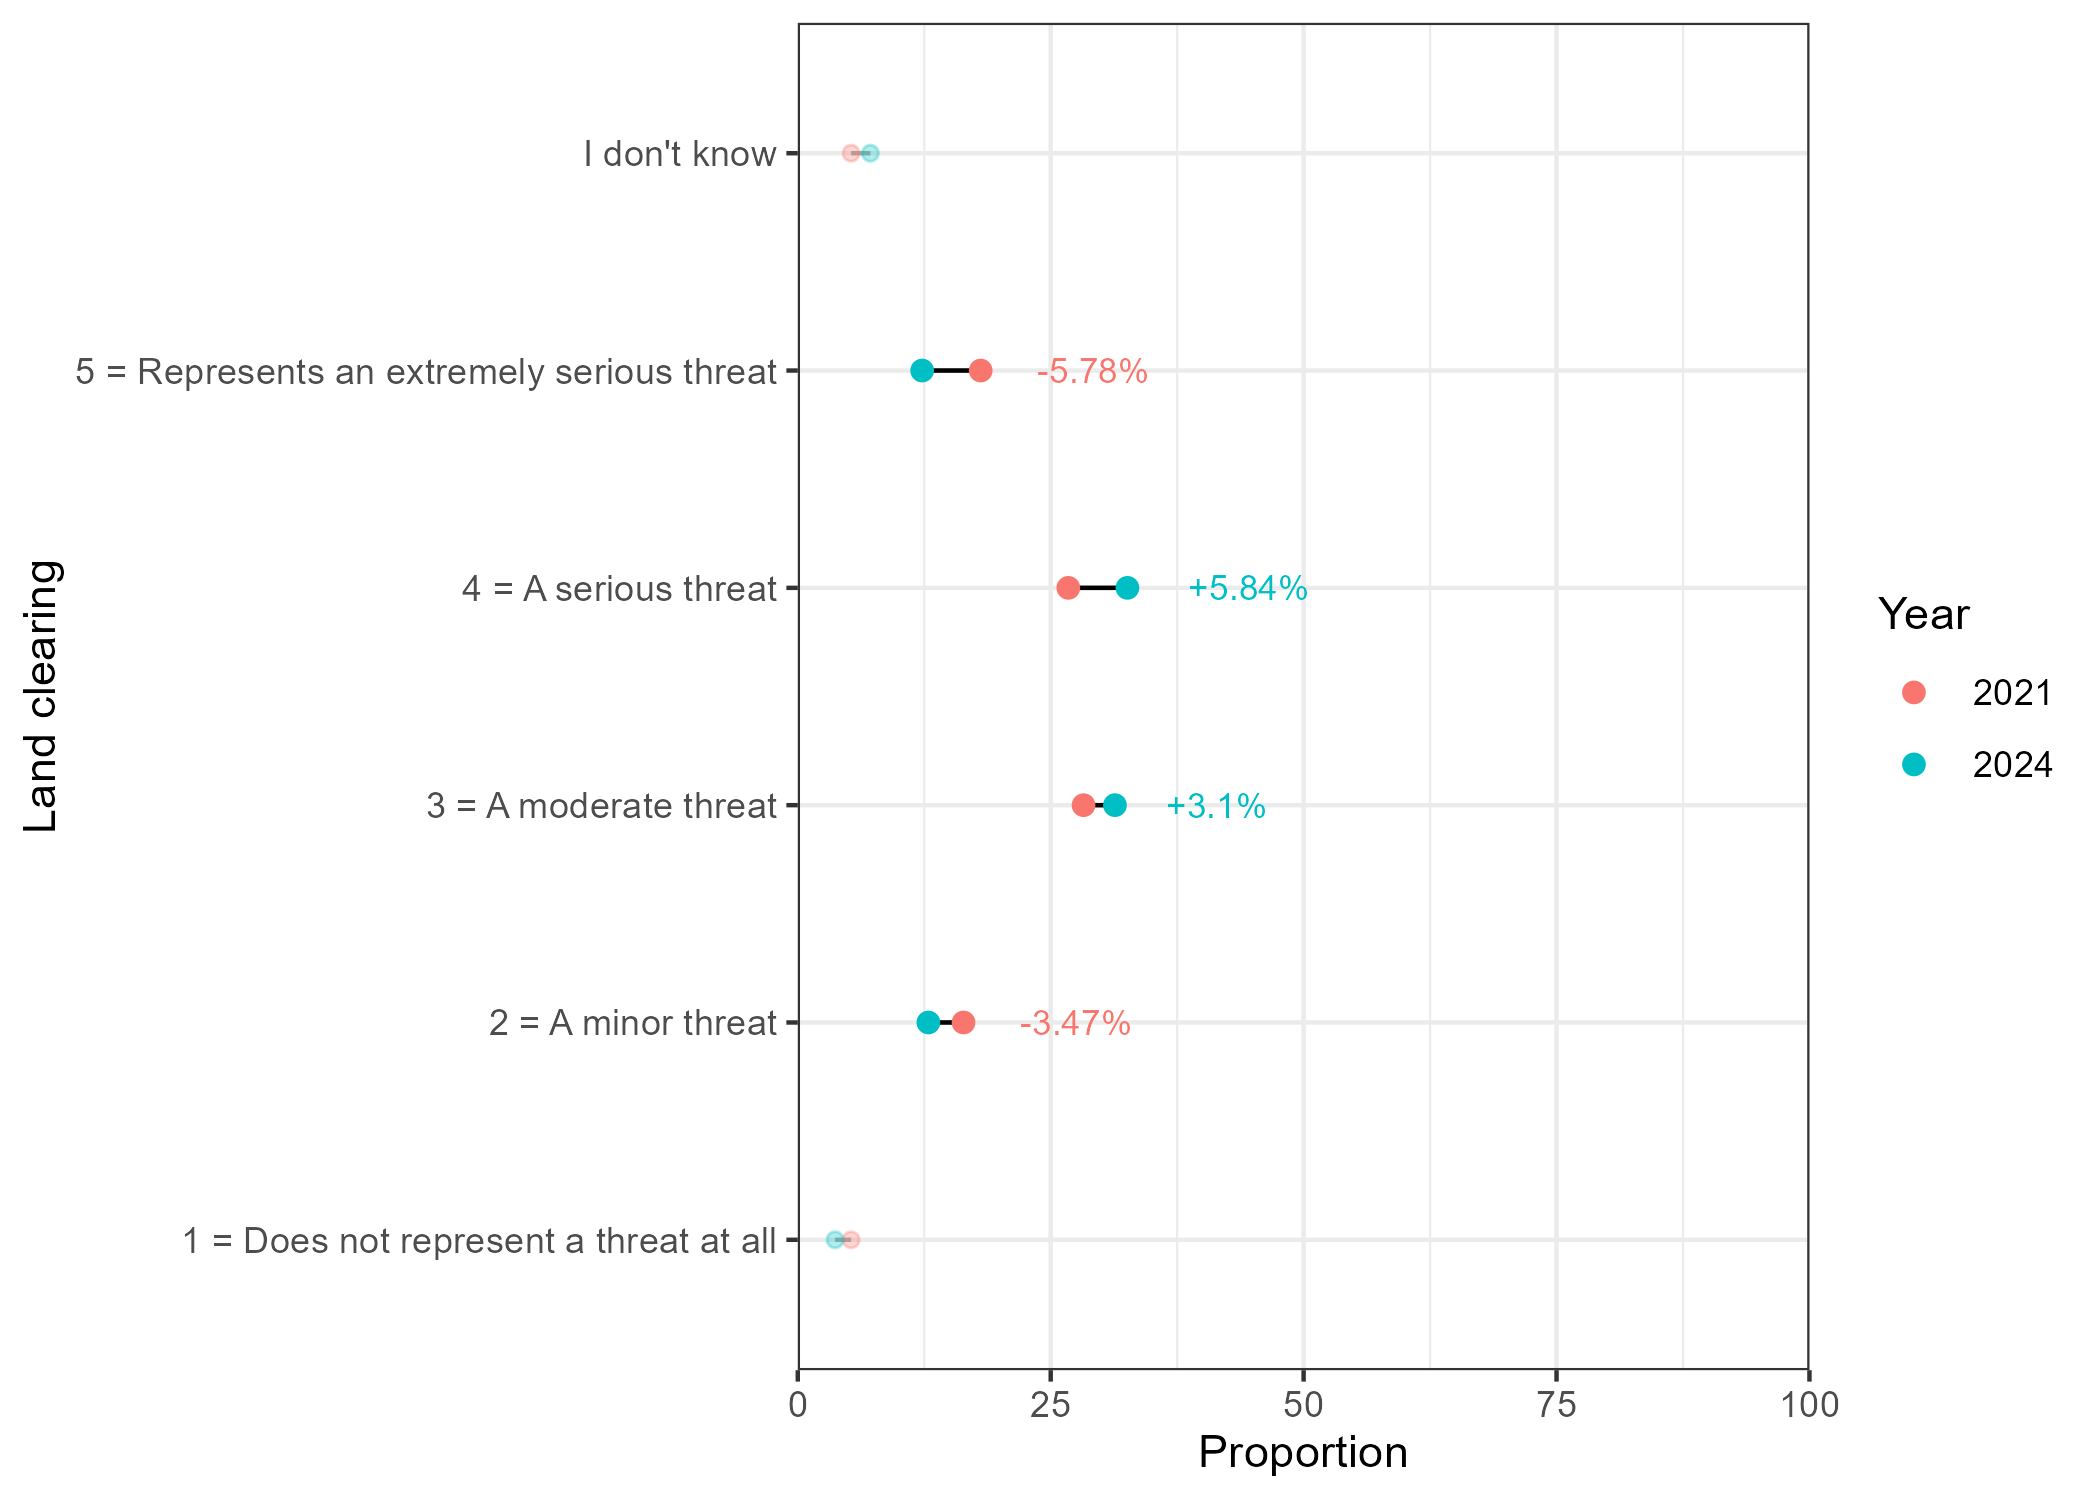 I don't know
5 = Represents an extremely serious threat
-5.78%
4 = A serious threat
+5.84%
3 = A moderate threat
+3.1%
2 = A minor threat
-3.47%
1 = Does not represent a threat at all
Land clearing
0 25 50 75 100
Proportion
Year
2021
2024